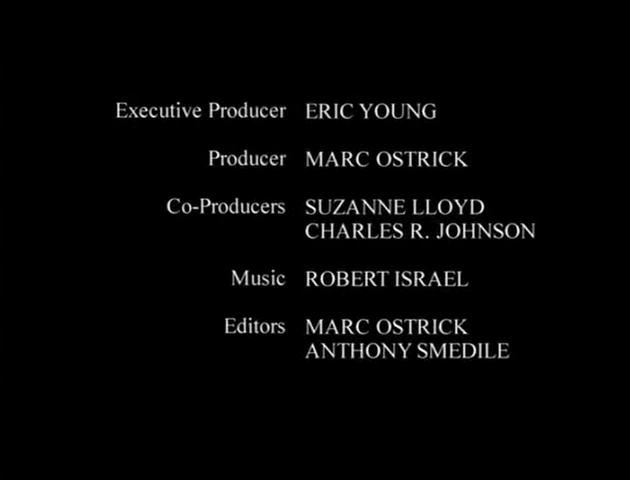 Executive Producer ERIC YOUNG
Producer MARC OSTRICK
Co-Producers SUZANNE LLOYD
CHARLES R. JOHNSON
Music ROBERT ISRAEL
Editors MARC OSTRICK
ANTHONY SMEDILE